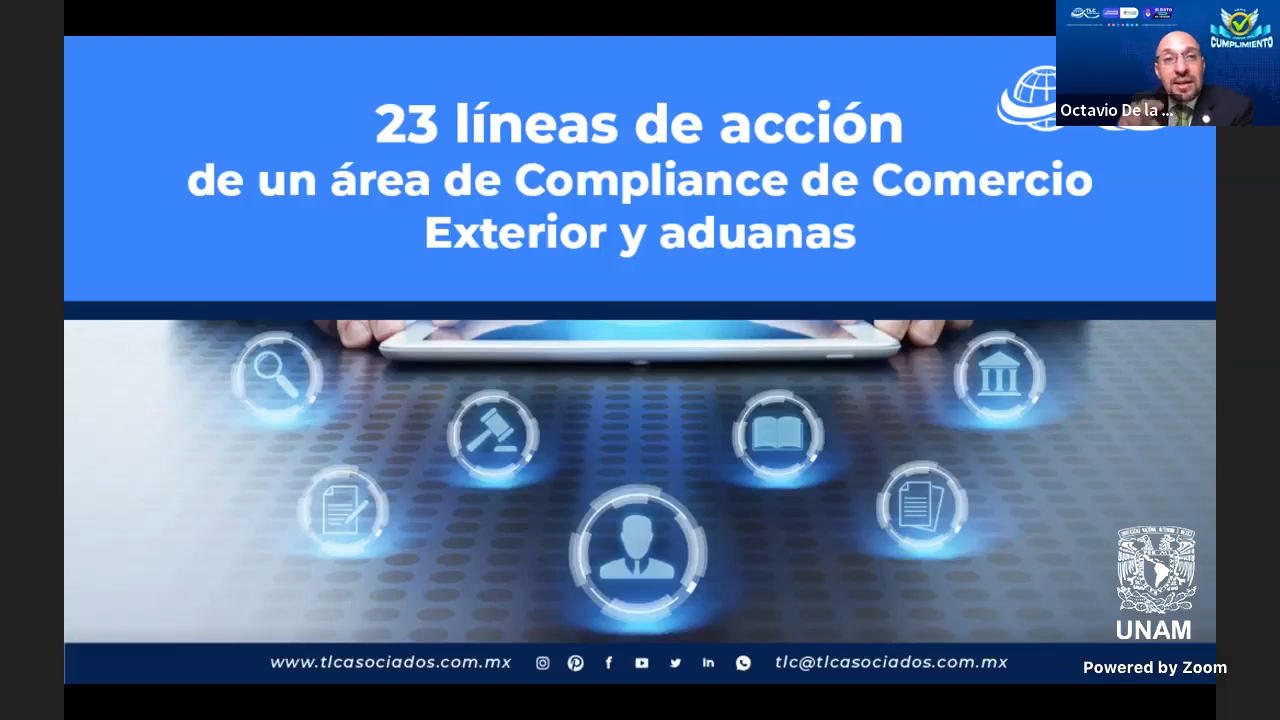 23 líneas de acción
de un área de Compliance de Comercio
Exterior y aduanas
TLC
CUMPLIMIENTO
Octavio De la ...
UNAM
www.tlcasociados.com.mx
tlc@tlcasociados.com.mx
Powered by Zoom